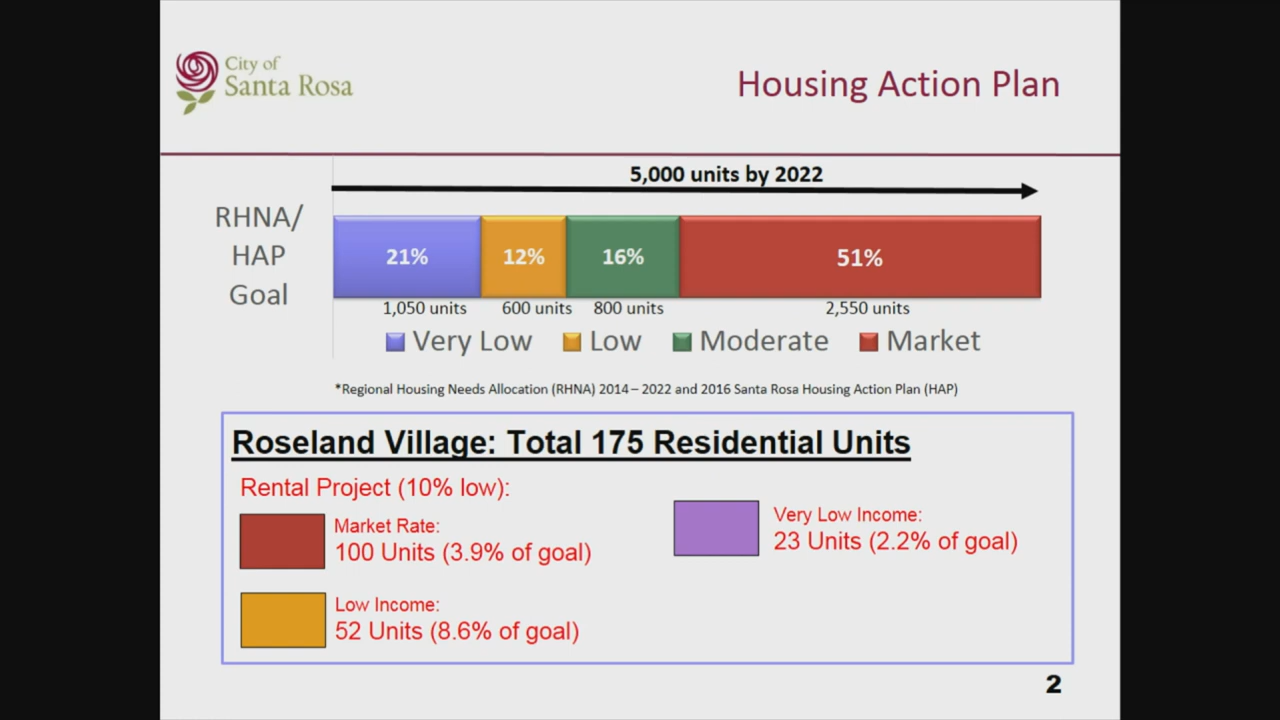 City of
Santa Rosa
Housing Action Plan
5,000 units by 2022
RHNA/
HAP
Goal
21% 12% 16% 51%
1,050 units 600 units 800 units 2,550 units
Very Low Low Moderate Market
*Regional Housing Needs Allocation (RHNA) 2014 – 2022 and 2016 Santa Rosa Housing Action Plan (HAP)
Roseland Village: Total 175 Residential Units
Rental Project (10% low):
Market Rate:
100 Units (3.9% of goal)
Very Low Income:
23 Units (2.2% of goal)
Low Income:
52 Units (8.6% of goal)
2